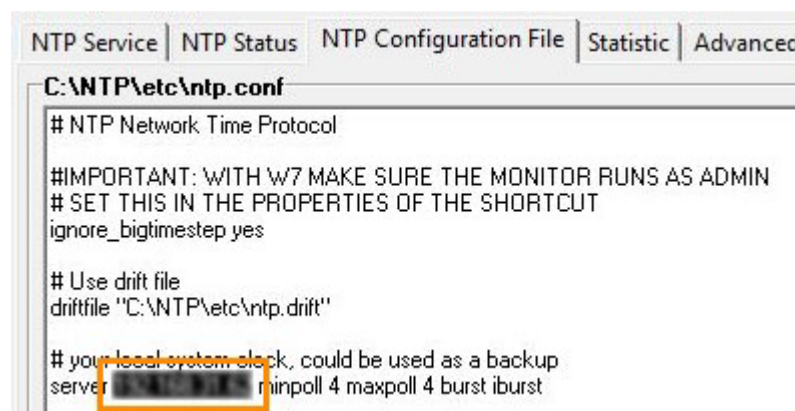 NTP Service NTP Status NTP Configuration File Statistic Advanced
C:\NTP\etc\ntp.conf
# NTP Network Time Protocol
#IMPORTANT: WITH W7 MAKE SURE THE MONITOR RUNS AS ADMIN
# SET THIS IN THE PROPERTIES OF THE SHORTCUT
ignore_bigtimestep yes
# Use drift file
driftfile "C:\NTP\etc\ntp.drift"
# your local system clock, could be used as a backup
server minpoll 4 maxpoll 4 burst iburst